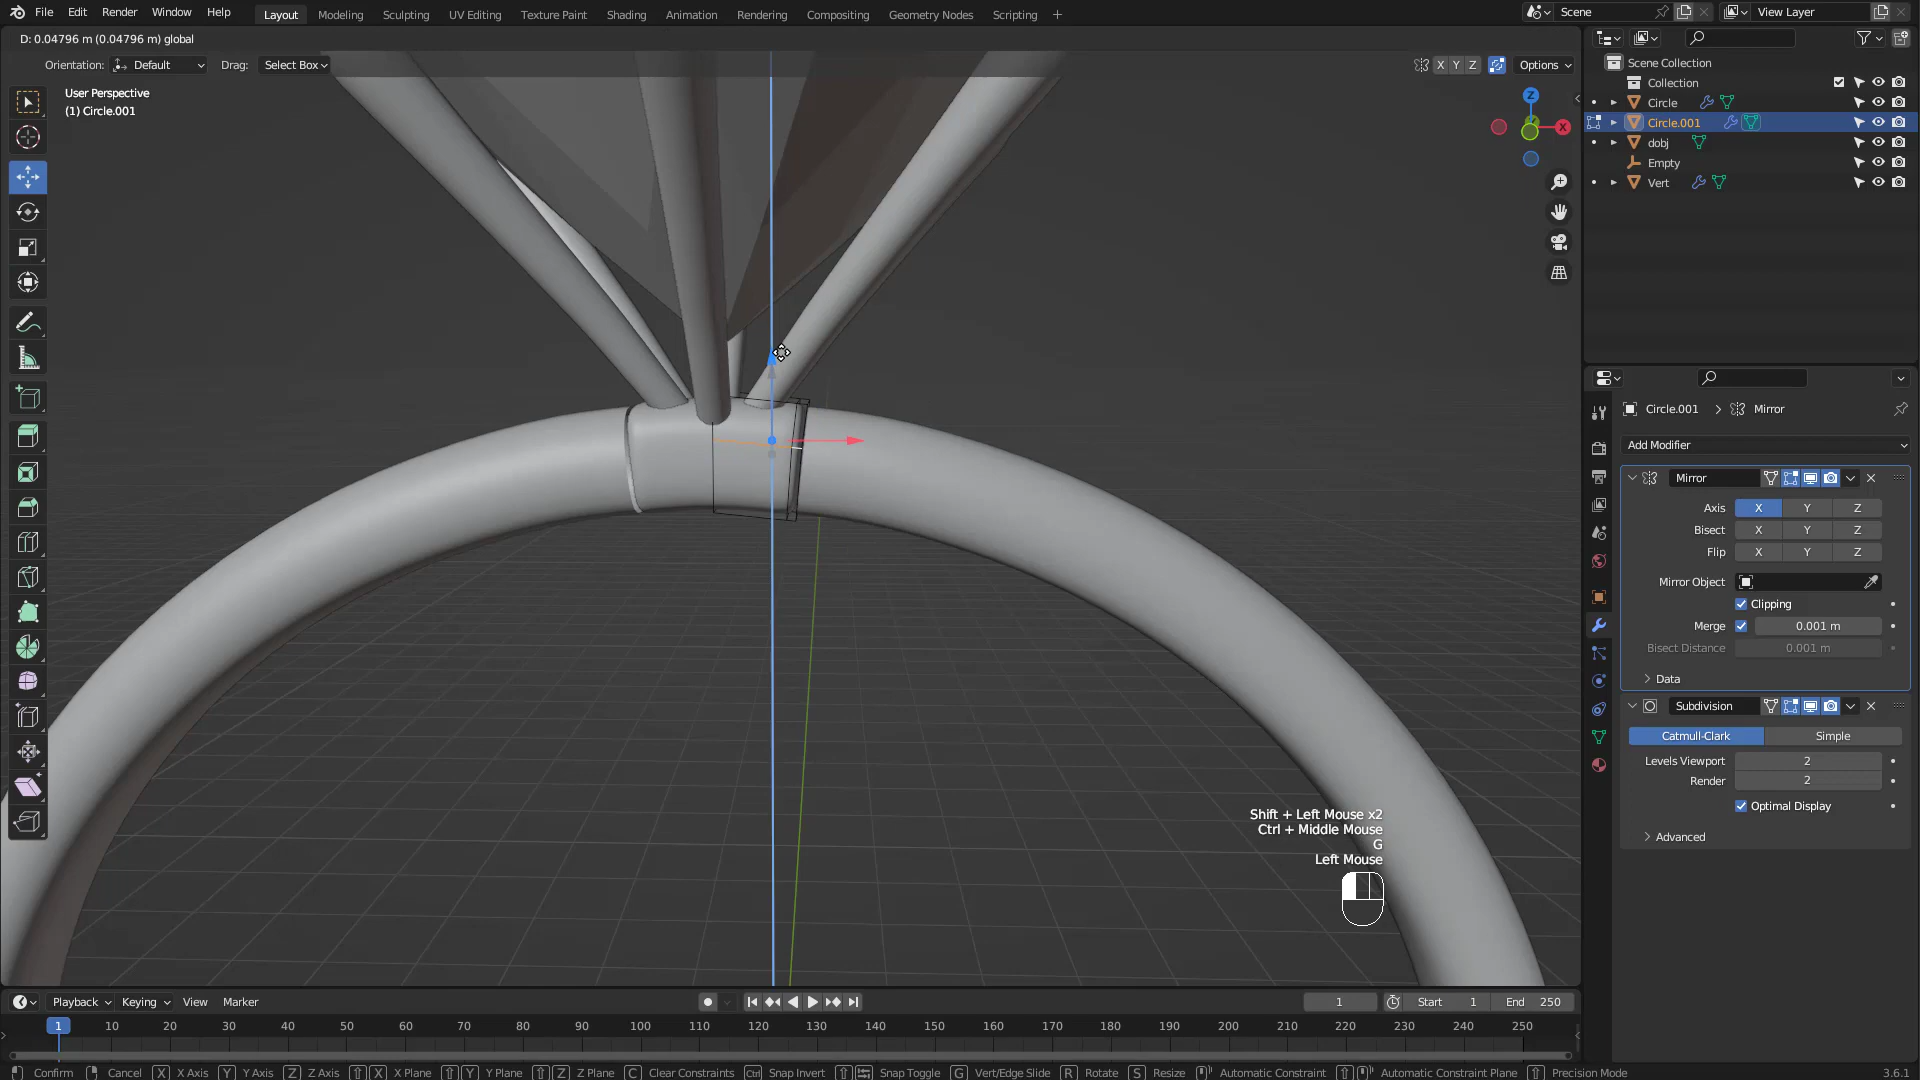 File Edit Render Window Help Layout Modeling Sculpting UV Editing Texture Paint Shading Animation Rendering Compositing Geometry Nodes Scripting + Scene View Layer
D: 0.04796 m (0.04796 m) global
Orientation: Default Drag: Select Box X Y Z Options
User Perspective
(1) Circle.001
Z
X
Scene Collection
Collection
Circle
Circle.001
dobj
Empty
Vert
Circle.001 > Mirror
Add Modifier
Mirror
Axis X Y Z
Bisect X Y Z
Flip X Y Z
Mirror Object
Clipping
Merge 0.001 m
Bisect Distance 0.001 m
Data
Subdivision
Catmull-Clark Simple
Levels Viewport 2
Render 2
Optimal Display
Advanced
Shift + Left Mouse x2
Ctrl + Middle Mouse
G
Left Mouse
Playback Keying View Marker 1 Start 1 End 250
1 10 20 30 40 50 60 70 80 90 100 110 120 130 140 150 160 170 180 190 200 210 220 230 240 250
Confirm Cancel X X Axis Y Y Axis Z Z Axis X X Plane Y Y Plane Z Z Plane C Clear Constraints Ctrl Snap Invert Snap Toggle G Vert/Edge Slide R Rotate S Resize Automatic Constraint Automatic Constraint Plane Precision Mode 3.6.1